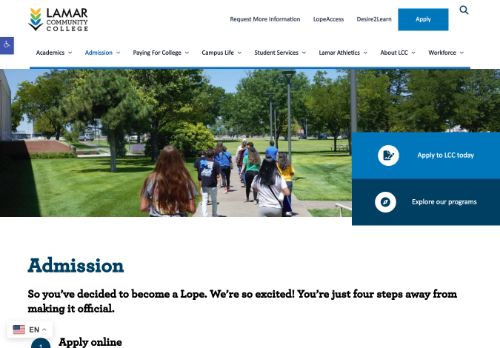 LAMAR
COMMUNITY
COLLEGE
Request More Information LopeAccess Desire2Learn Apply
Academics Admission Paying For College Campus Life Student Services Lamar Athletics About LCC Workforce
Apply to LCC today
Explore our programs
Admission
So you've decided to become a Lope. We're so excited! You're just four steps away from
making it official.
EN
1
Apply online